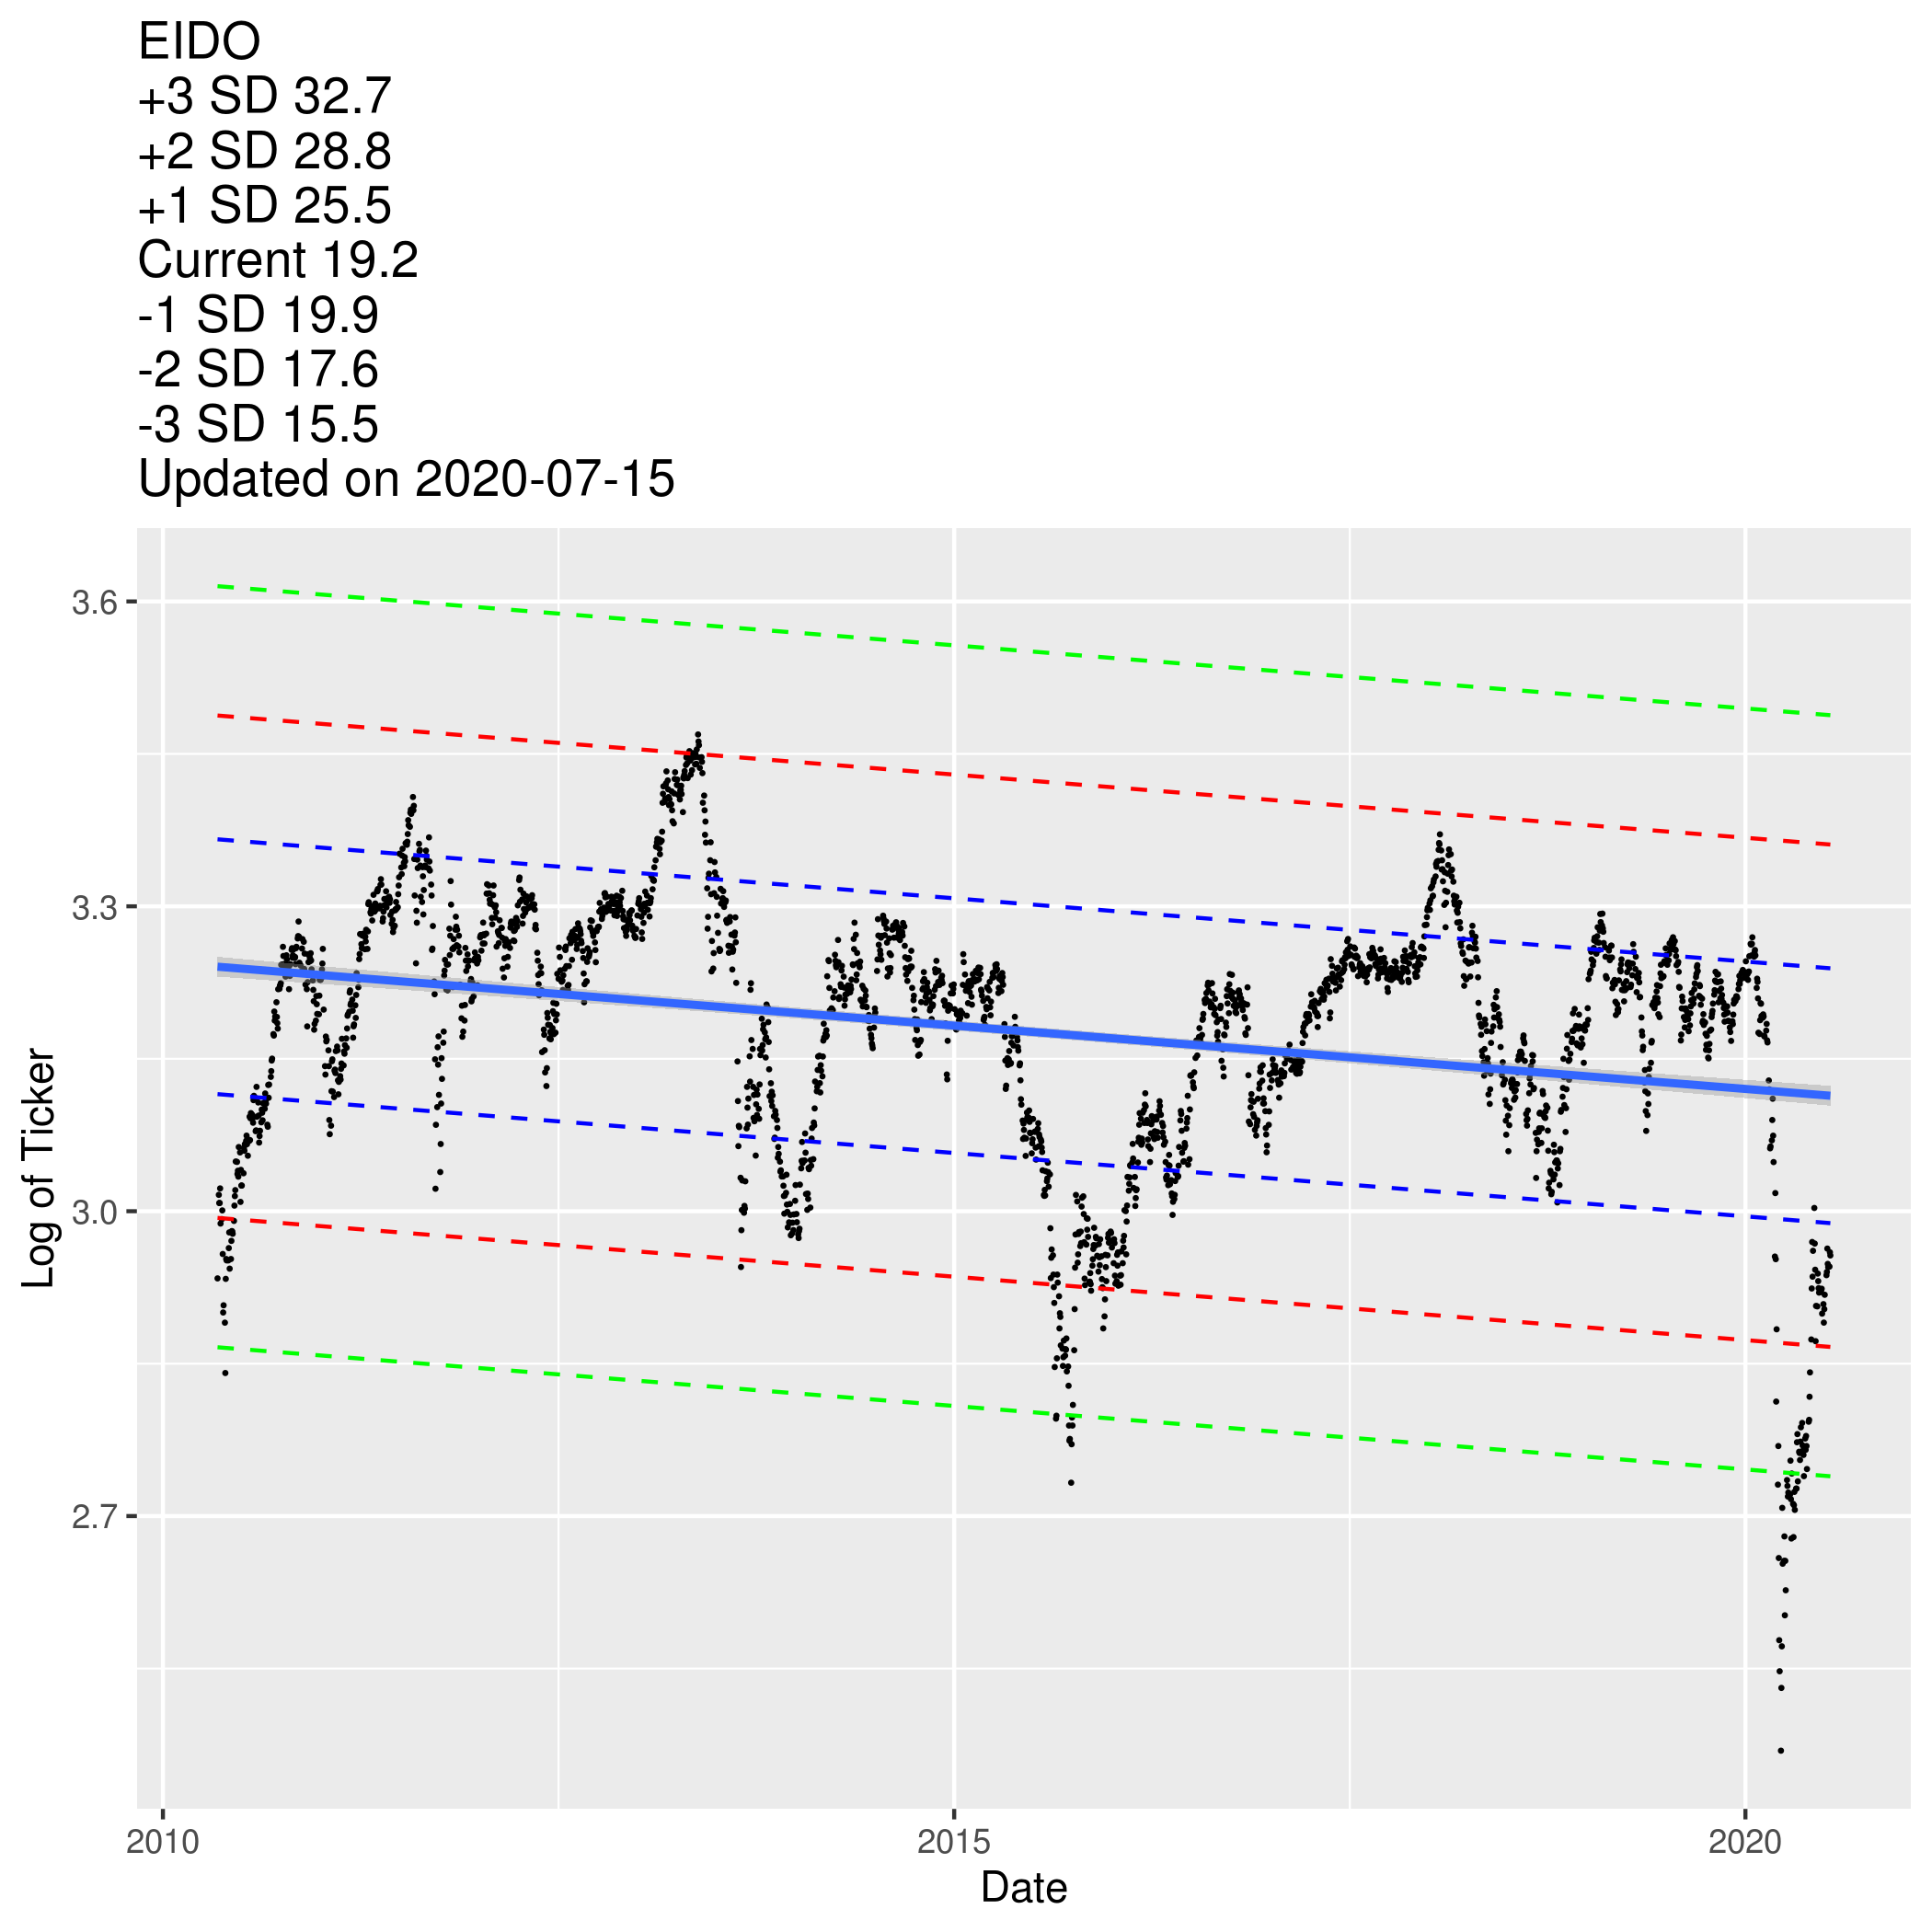 EIDO
+3 SD 32.7
+2 SD 28.8
+1 SD 25.5
Current 19.2
-1 SD 19.9
-2 SD 17.6
-3 SD 15.5
Updated on 2020-07-15
3.6
3.3
3.0
2.7
Log of Ticker
2010
2015
2020
Date